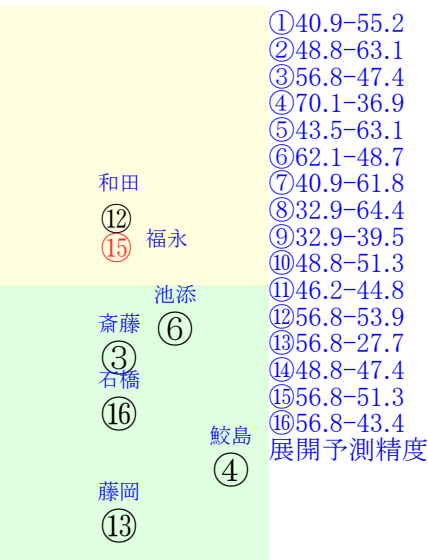 ①40.9-55.2
②48.8-63.1
③56.8-47.4
④70.1-36.9
⑤43.5-63.1
⑥62.1-48.7
⑦40.9-61.8
⑧32.9-64.4
⑨32.9-39.5
⑩48.8-51.3
⑪46.2-44.8
⑫56.8-53.9
⑬56.8-27.7
⑭48.8-47.4
⑮56.8-51.3
⑯56.8-43.4
展開予測精度
和田
⑫
⑮
福永
池添
⑥
斎藤
③
石橋
⑯
鮫島
④
藤岡
⑬